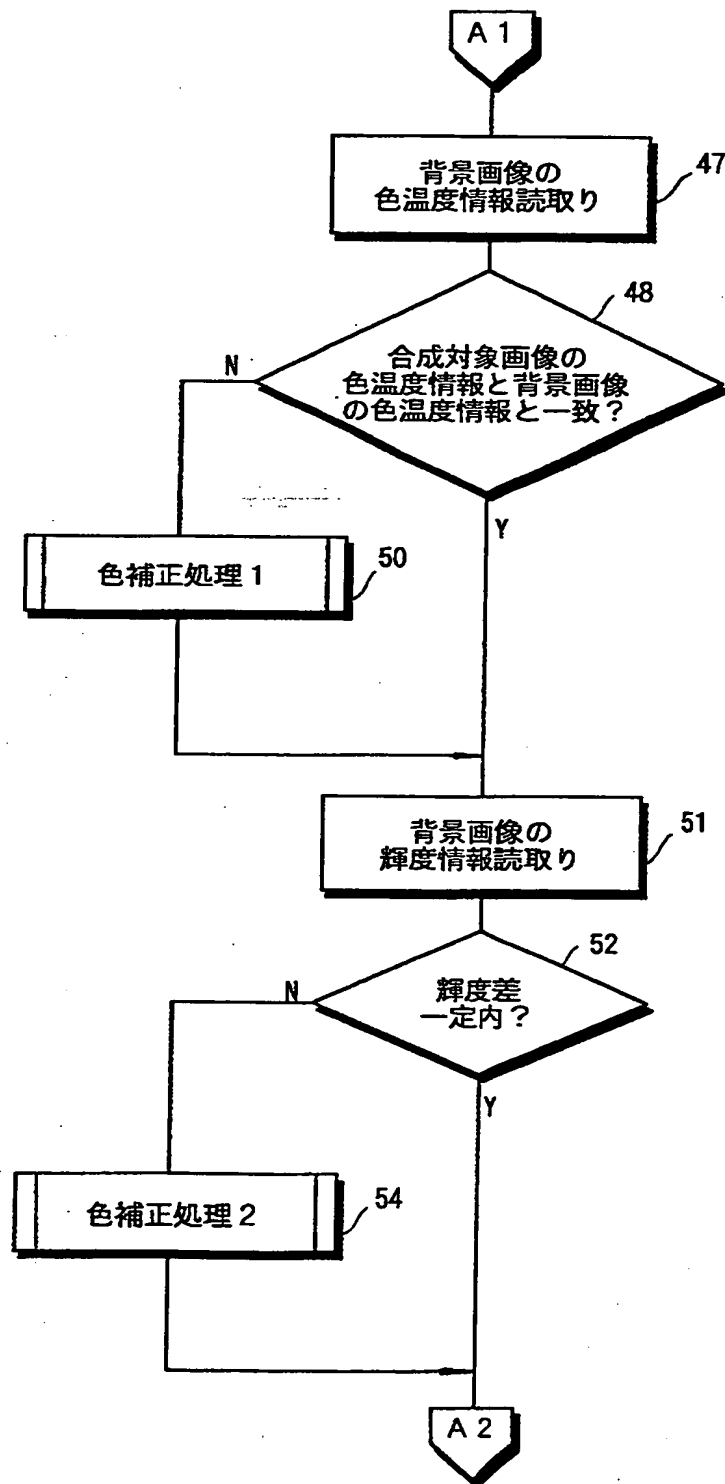 A 1
背景画像の
色温度情報読取り
47
48
合成対象画像の
色温度情報と背景画像
の色温度情報と一致？
N
Y
色補正処理1
50
背景画像の
輝度情報読取り
51
52
輝度差
一定内？
N
Y
色補正処理2
54
A 2